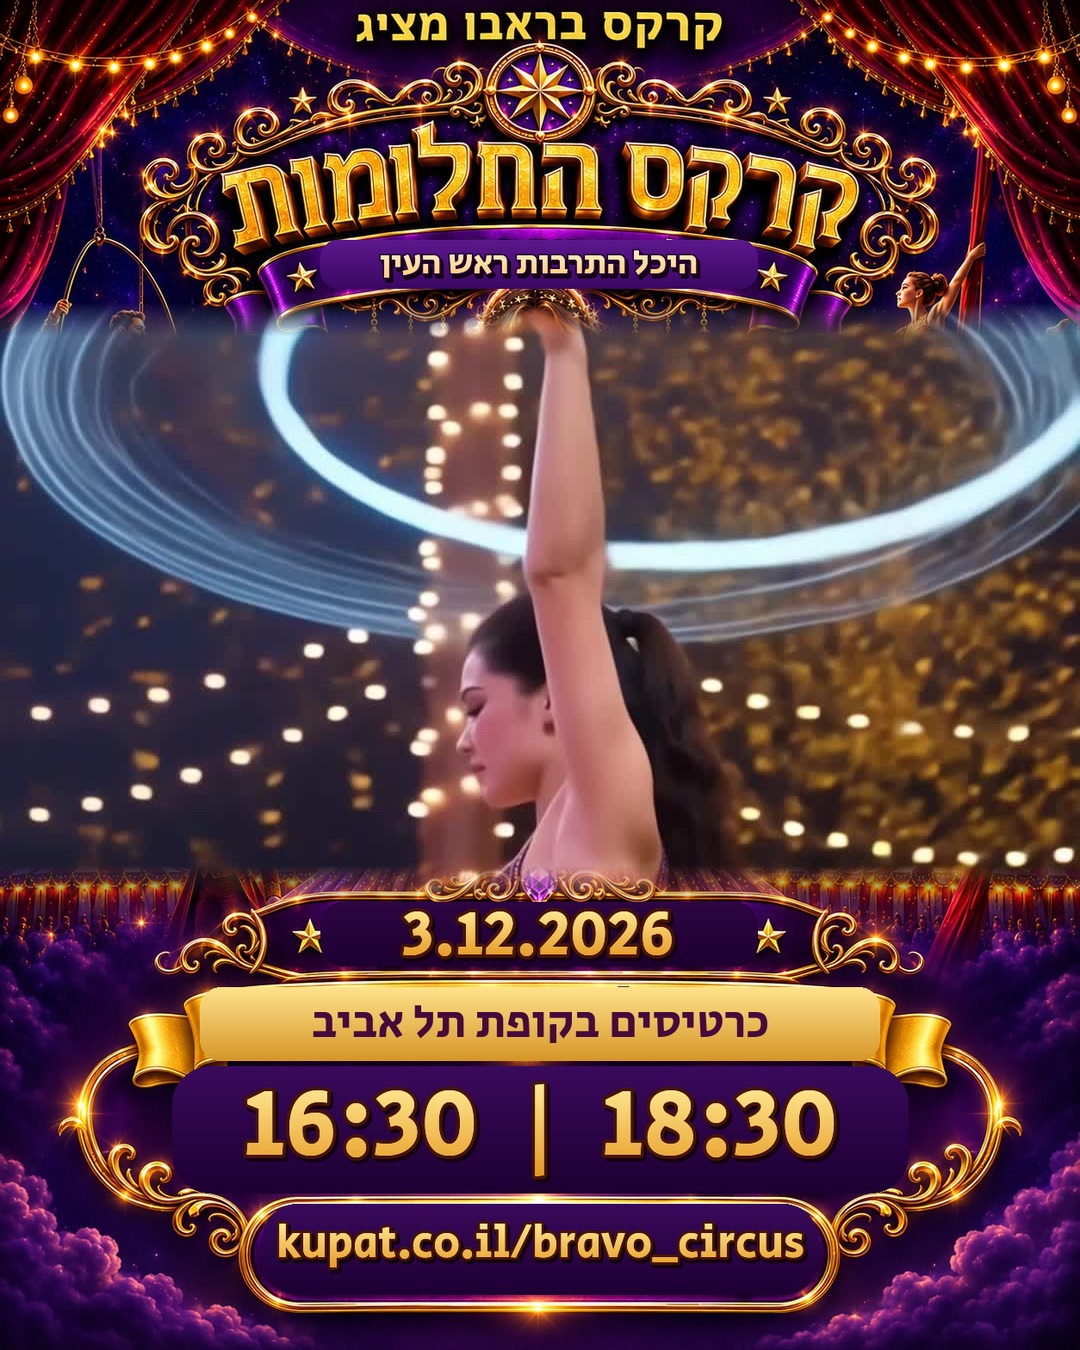 קרקס בראבו מציג
קרקס החלומות
היכל התרבות ראש העין
3.12.2026
כרטיסים בקופת תל אביב
16:30 | 18:30
kupat.co.il/bravo_circus